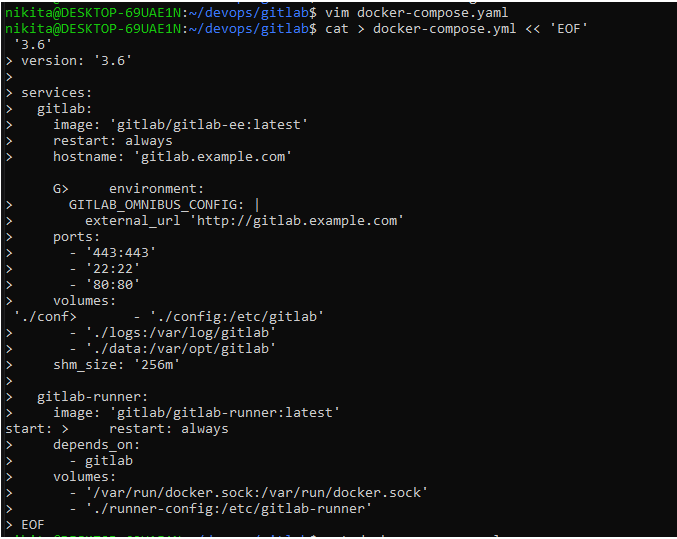 nikita@DESKTOP-69UAE1N:~/devops/gitlab$ vim docker-compose.yaml
nikita@DESKTOP-69UAE1N:~/devops/gitlab$ cat > docker-compose.yml << 'EOF'
 '3.6'
> version: '3.6'
>
> services:
>   gitlab:
>     image: 'gitlab/gitlab-ee:latest'
>     restart: always
>     hostname: 'gitlab.example.com'
      G>     environment:
>       GITLAB_OMNIBUS_CONFIG: |
>         external_url 'http://gitlab.example.com'
>     ports:
>       - '443:443'
>       - '22:22'
>       - '80:80'
>     volumes:
 './conf>       - './config:/etc/gitlab'
>       - './logs:/var/log/gitlab'
>       - './data:/var/opt/gitlab'
>     shm_size: '256m'
>
>   gitlab-runner:
>     image: 'gitlab/gitlab-runner:latest'
start: >     restart: always
>     depends_on:
>       - gitlab
>     volumes:
>       - '/var/run/docker.sock:/var/run/docker.sock'
>       - './runner-config:/etc/gitlab-runner'
> EOF